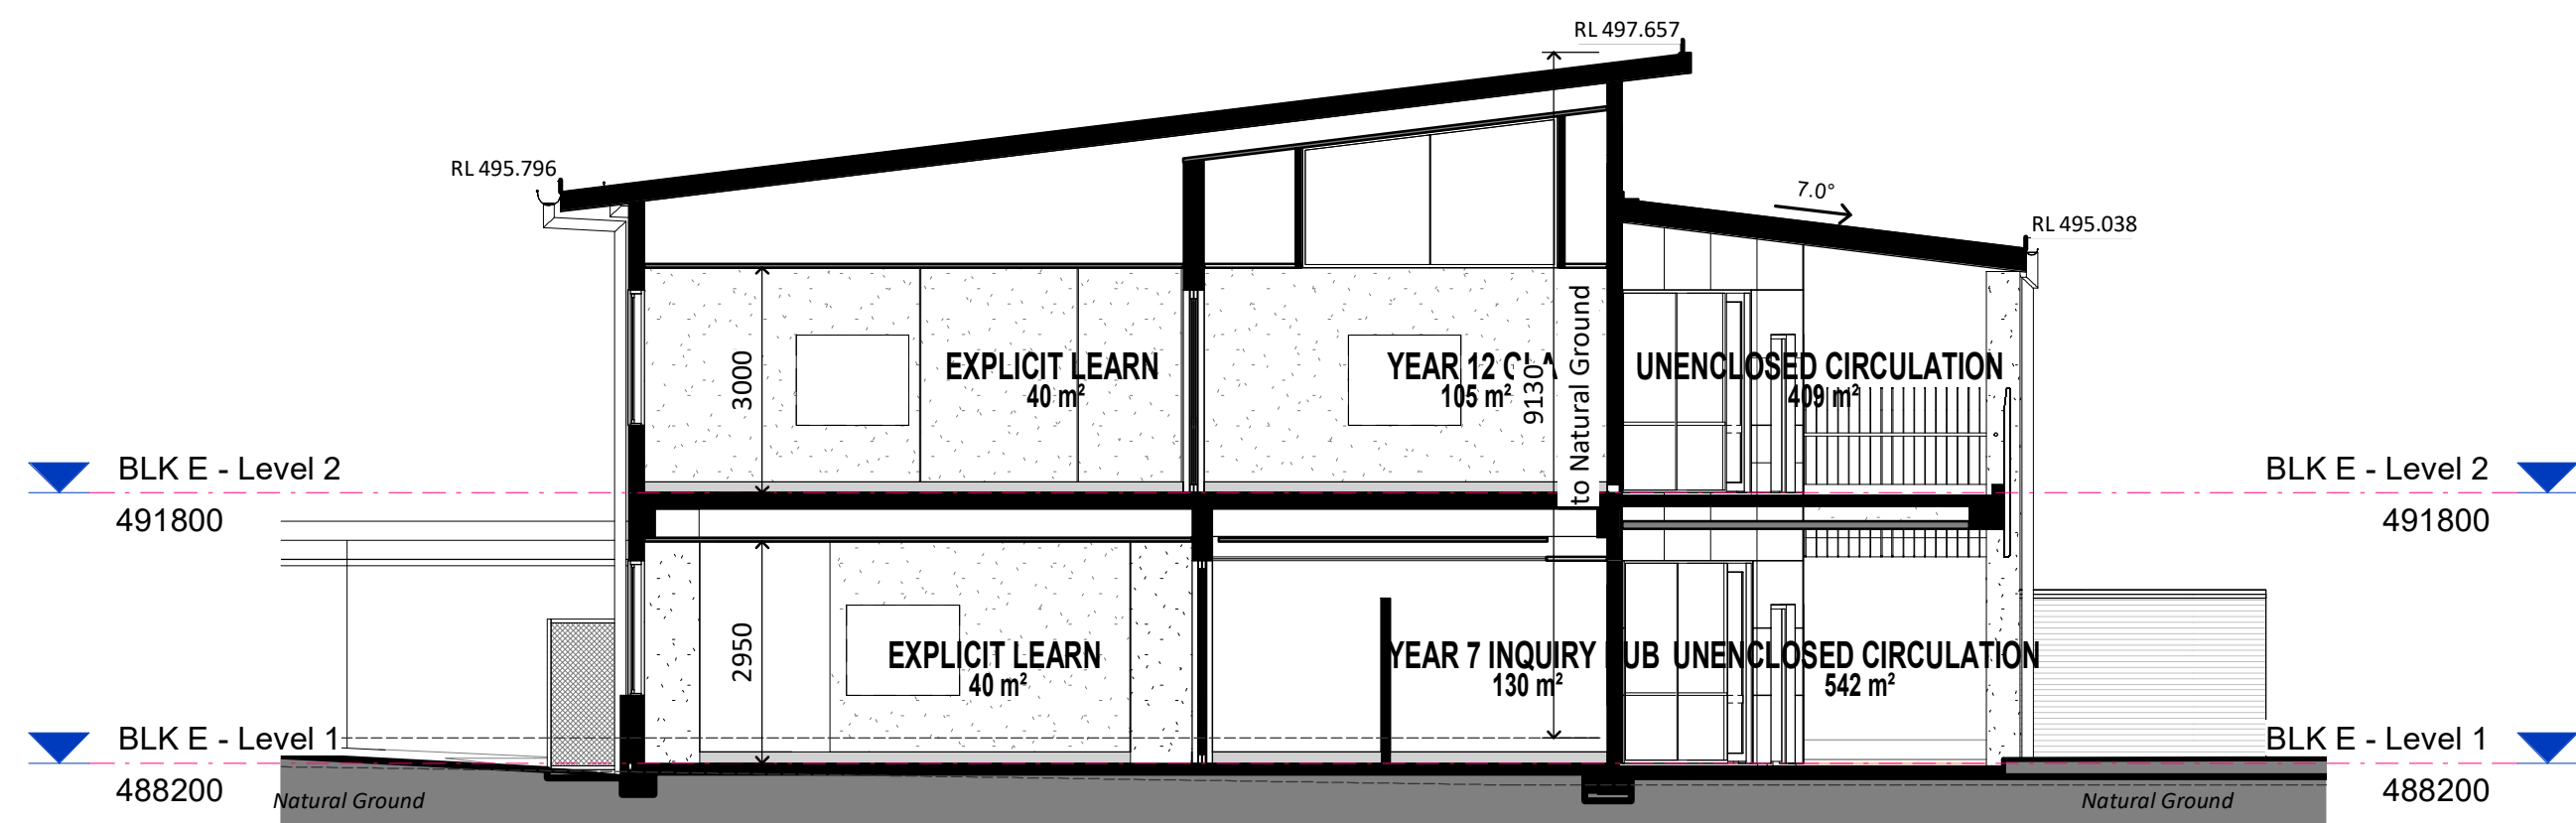 RL 497.657
RL 495.796
7.0°
RL 495.038
3000
EXPLICIT LEARN
40 m²
YEAR 12
105 m²
9130
to Natural Ground
UNENCLOSED CIRCULATION
409 m²
BLK E - Level 2
491800
BLK E - Level 2
491800
2950
EXPLICIT LEARN
40 m²
YEAR 7 INQUIRY HUB
130 m²
UNENCLOSED CIRCULATION
542 m²
BLK E - Level 1
488200
BLK E - Level 1
488200
Natural Ground
Natural Ground